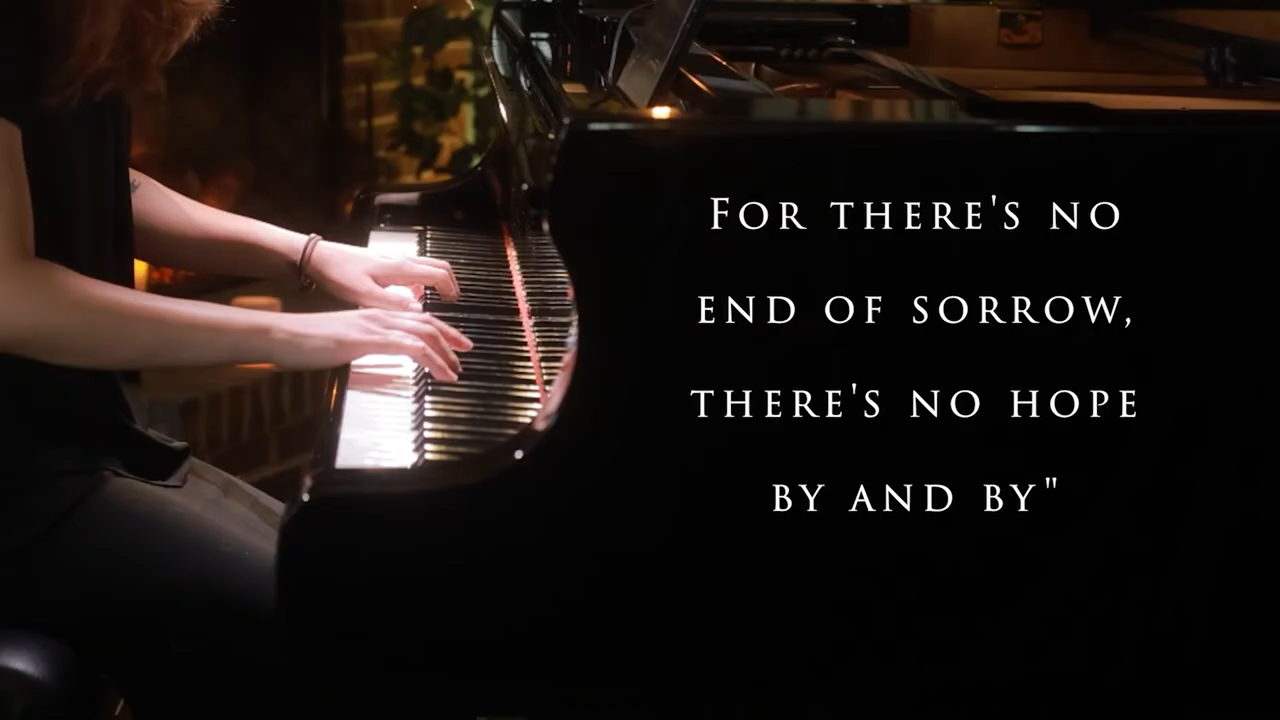 For there's no
end of sorrow,
there's no hope
by and by"